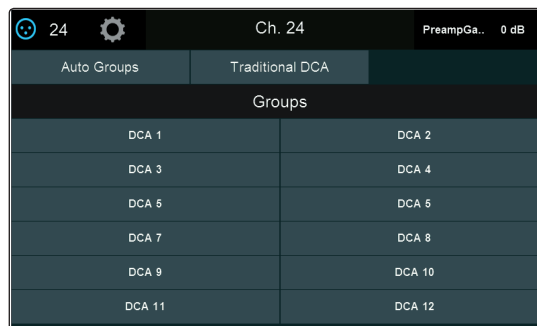 24 Ch. 24 PreampGa.. 0 dB
Auto Groups Traditional DCA
Groups
DCA 1 DCA 2
DCA 3 DCA 4
DCA 5 DCA 5
DCA 7 DCA 8
DCA 9 DCA 10
DCA 11 DCA 12